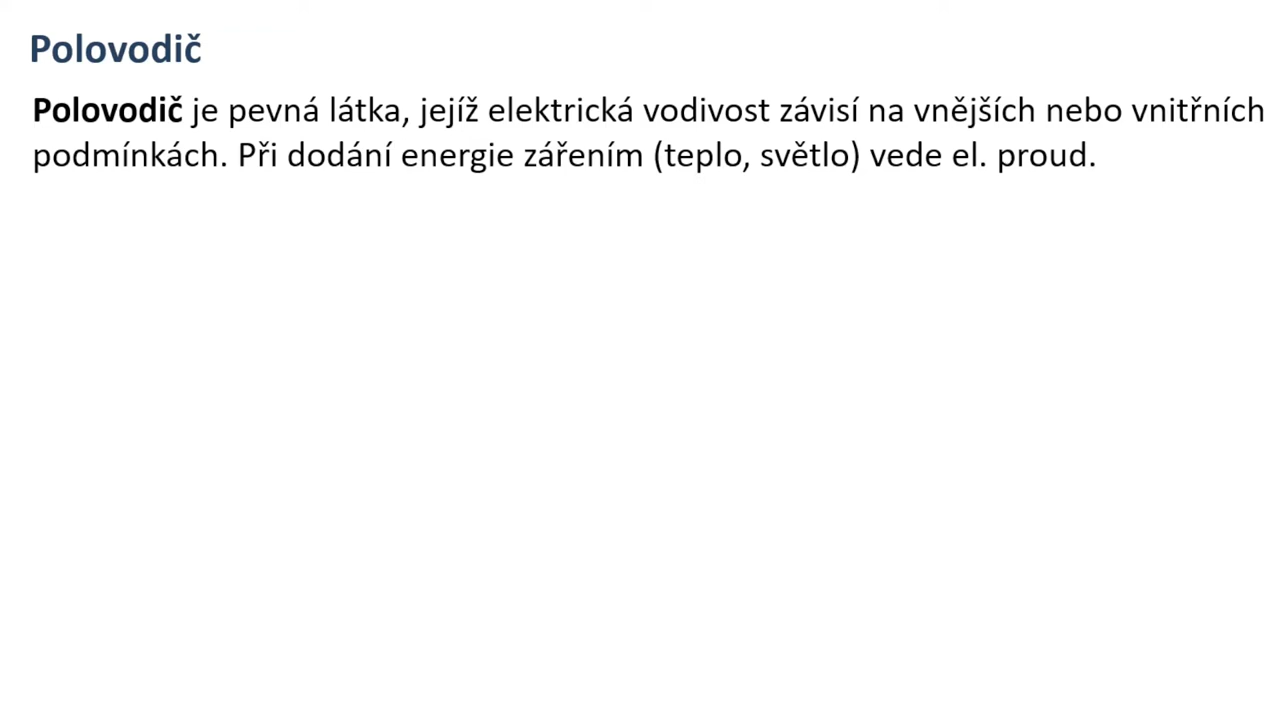 Polovodič
Polovodič je pevná látka, jejíž elektrická vodivost závisí na vnějších nebo vnitřních
podmínkách. Při dodání energie zářením (teplo, světlo) vede el. proud.